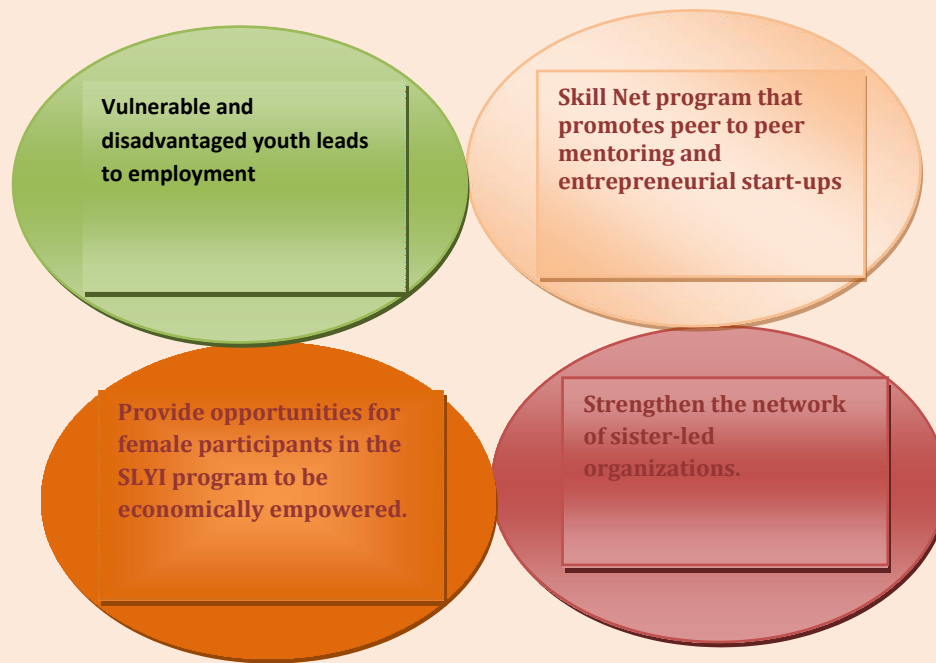 Vulnerable and
disadvantaged youth leads
to employment
Skill Net program that
promotes peer to peer
mentoring and
entrepreneurial start-ups
Provide opportunities for
female participants in the
SLYI program to be
economically empowered.
Strengthen the network
of sister-led
organizations.